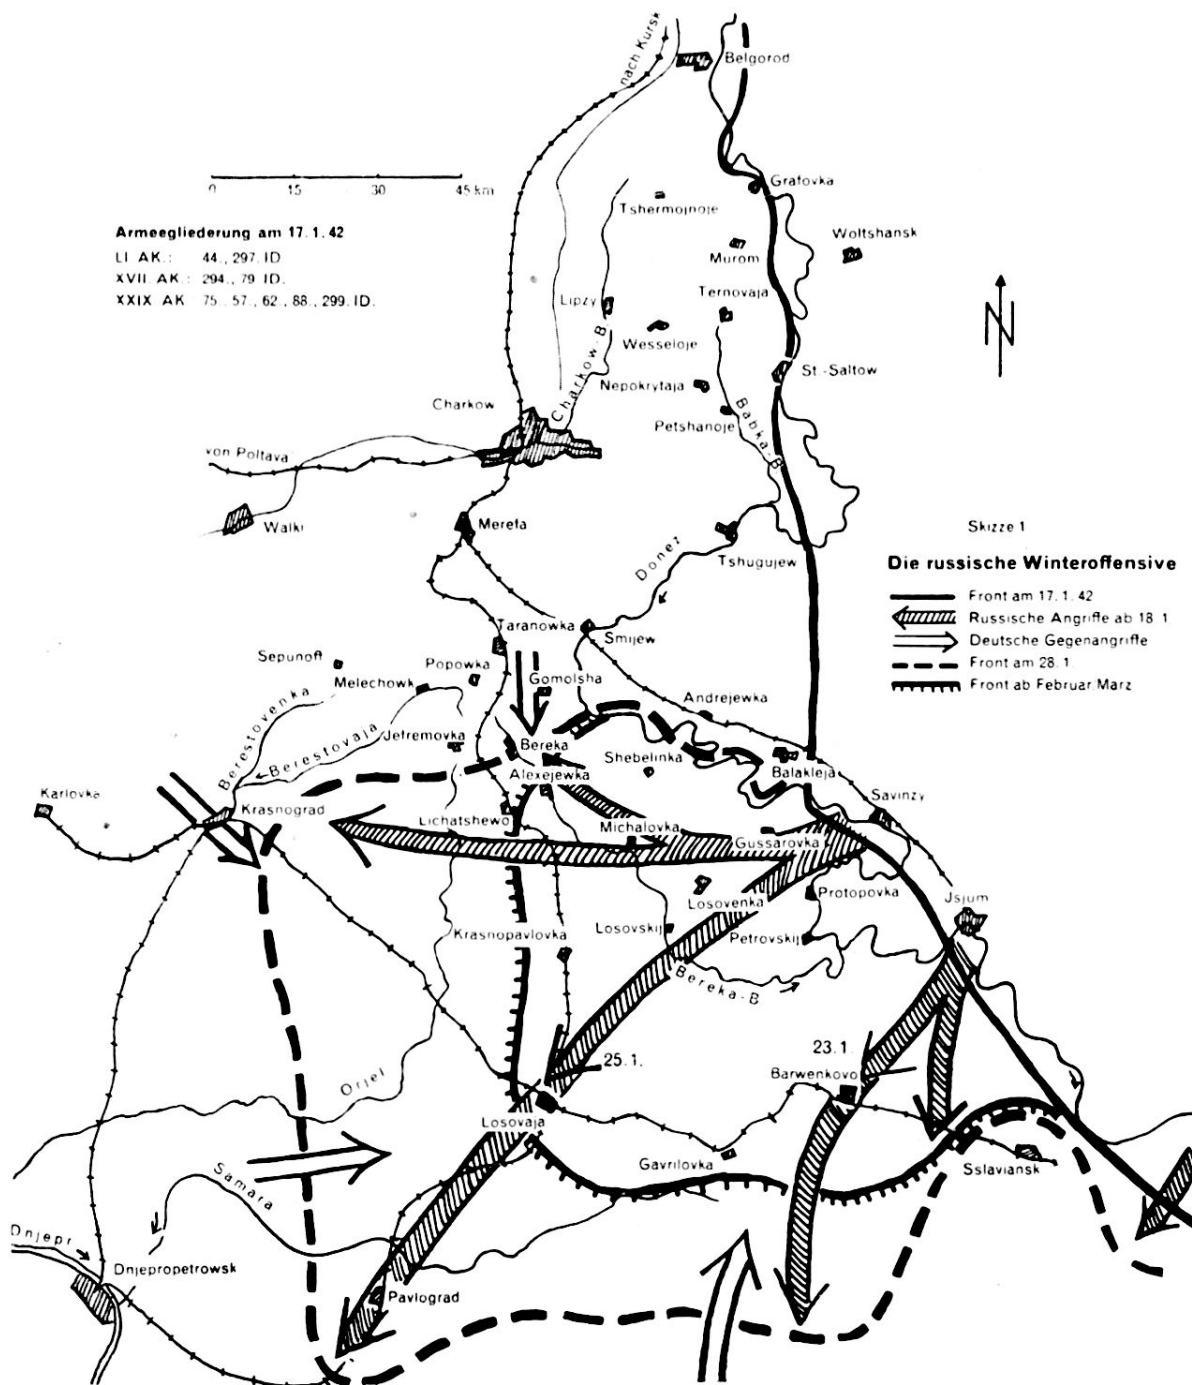 nach Kursk
Belgorod
0 15 30 45 km
Grafovka
Tshermojnoje
Armeegliederung am 17.1.42
LI AK.: 44., 297. ID
XVII. AK.: 294., 79 ID.
XXIX AK 75. 57., 62., 88., 299. ID.
Woltshansk
Murom
Ternovaja
Lipzy
N
Wesseloje
Charkow-B.
St.-Saltow
Nepokrytaja
Charkow
Petshanoje
Babka-B
von Poltava
Walki
Merefa
Skizze 1
Donez
Tshugujew
Die russische Winteroffensive
Front am 17.1.42
Russische Angriffe ab 18 1
Deutsche Gegenangriffe
Front am 28.1.
Front ab Februar Marz
Taranowka
Smijew
Sepunoff
Popowka
Melechowk
Gomolsha
Andrejewka
Berestovenka
Berestovaja
Jefremovka
Bereka
Shebelinka
Alexejewka
Balakleja
Karlovka
Krasnograd
Savinzy
Lichatshewo
Michalovka
Gussarovka
Losovenka
Protopovka
Jsjum
Krasnopavlovka
Losovskij
Petrovskij
Bereka-B
25.1.
23.1.
Barwenkovo
Orjel
Losovaja
Gavrilovka
Sslaviansk
Samara
Dnjepr
Dnjepropetrowsk
Pavlograd